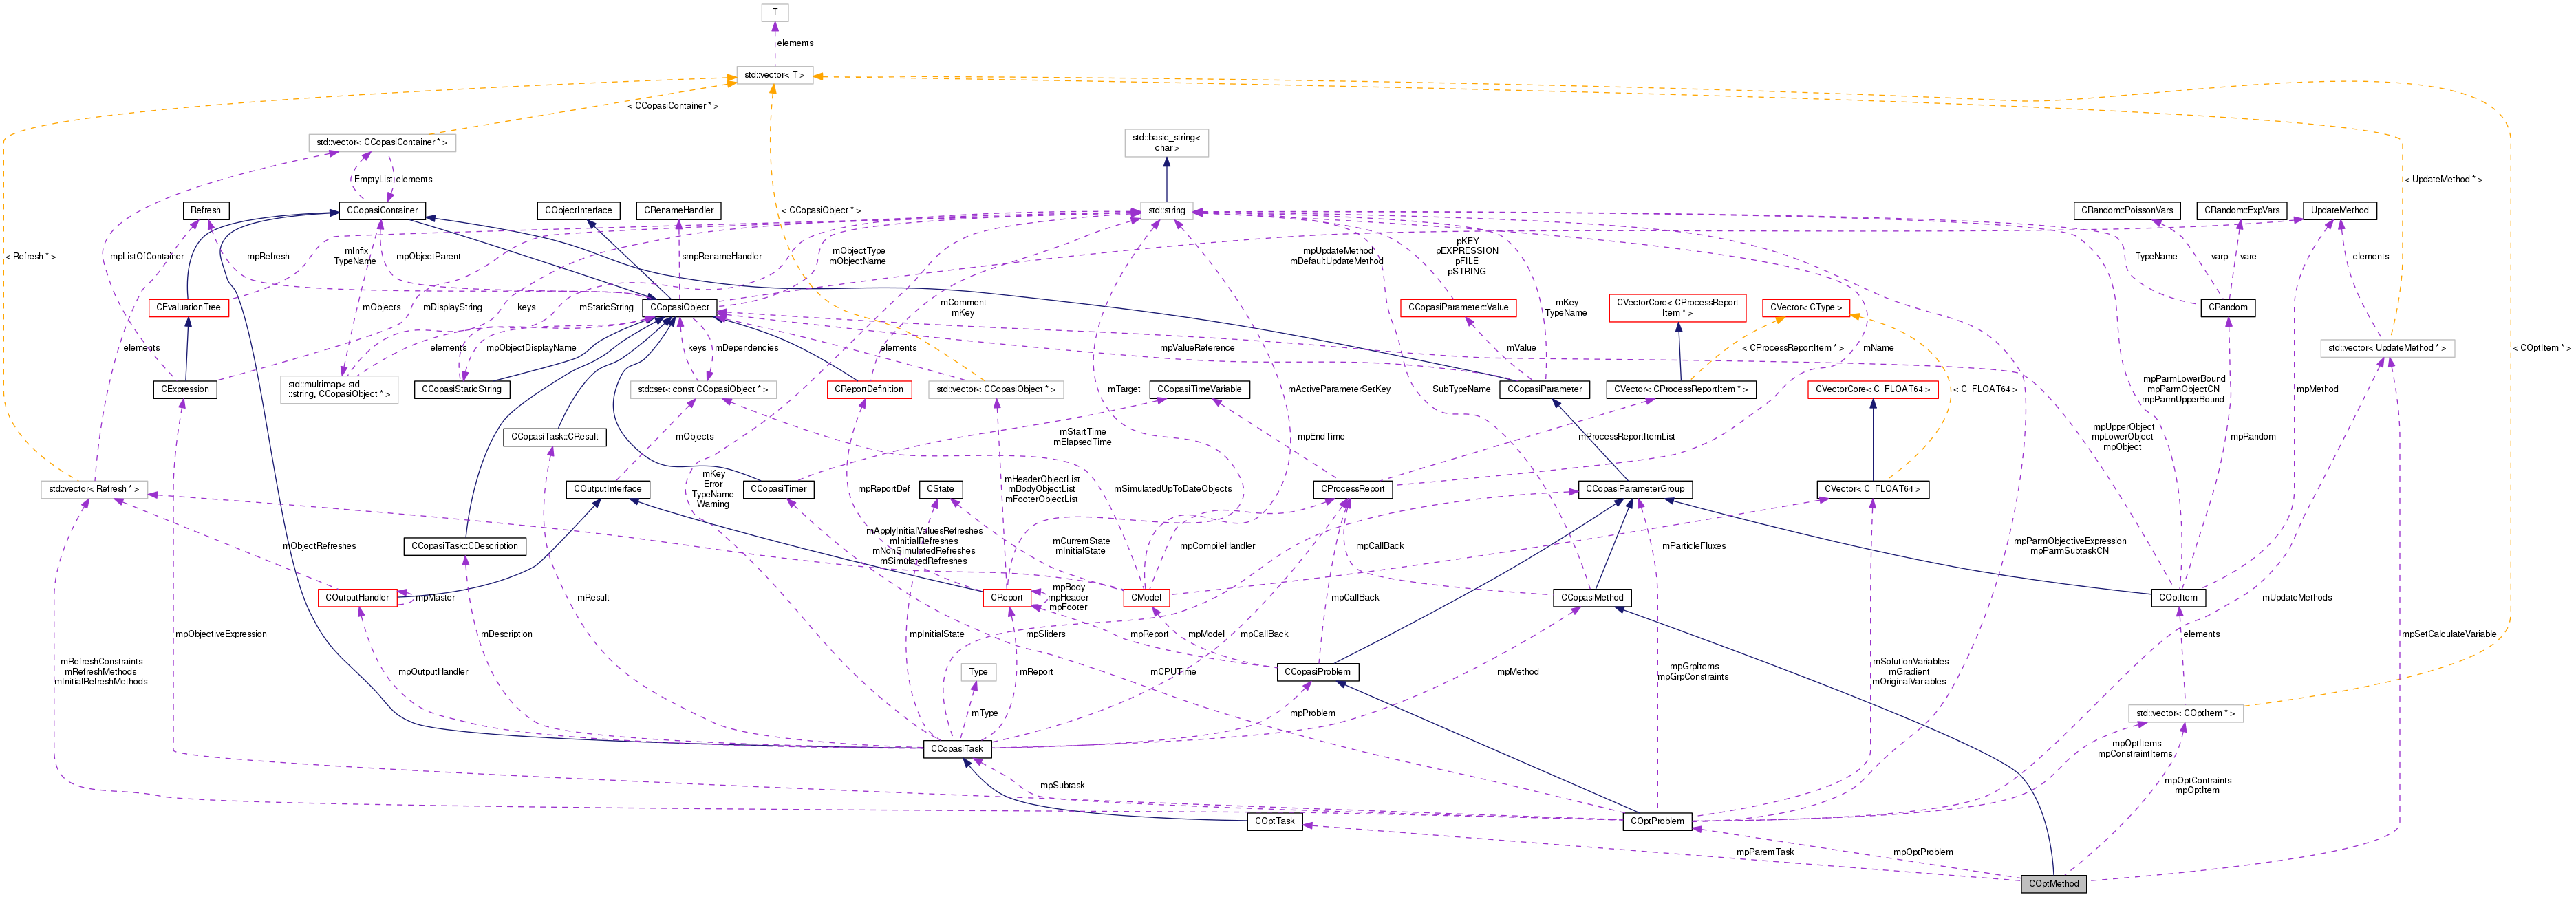 T
elements
std::vector< T >
< CCopasiContainer * >
std::basic_string<
char >
std::vector< CCopasiContainer * >
EmptyList
elements
< UpdateMethod * >
Refresh
CCopasiContainer
CObjectInterface
CRenameHandler
< CCopasiObject * >
std::string
CRandom::PoissonVars
CRandom::ExpVars
UpdateMethod
< Refresh * >
mpListOfContainer
mpRefresh
mInfix
TypeName
mpObjectParent
smpRenameHandler
mObjectType
mObjectName
mpUpdateMethod
mDefaultUpdateMethod
pKEY
pEXPRESSION
pFILE
pSTRING
TypeName
varp
vare
elements
CEvaluationTree
mObjects
mDisplayString
keys
mStaticString
CCopasiObject
mComment
mKey
CCopasiParameter::Value
mKey
TypeName
CVectorCore< CProcessReport
Item * >
CVector< CType >
CRandom
elements
elements
mpObjectDisplayName
keys
mDependencies
elements
mpValueReference
mValue
mName
< CProcessReportItem * >
std::vector< UpdateMethod * >
< COptItem * >
CExpression
std::multimap< std
::string, CCopasiObject * >
CCopasiStaticString
std::set< const CCopasiObject * >
CReportDefinition
std::vector< CCopasiObject * >
mTarget
CCopasiTimeVariable
mActiveParameterSetKey
SubTypeName
CCopasiParameter
CVector< CProcessReportItem * >
CVectorCore< C_FLOAT64 >
< C_FLOAT64 >
mpParmLowerBound
mpParmObjectCN
mpParmUpperBound
mpMethod
CCopasiTask::CResult
mObjects
mStartTime
mElapsedTime
mpEndTime
mProcessReportItemList
mpUpperObject
mpLowerObject
mpObject
mpRandom
std::vector< Refresh * >
COutputInterface
mKey
Error
TypeName
Warning
CCopasiTimer
mpReportDef
CState
mHeaderObjectList
mBodyObjectList
mFooterObjectList
mSimulatedUpToDateObjects
CProcessReport
CCopasiParameterGroup
CVector< C_FLOAT64 >
mObjectRefreshes
CCopasiTask::CDescription
mApplyInitialValuesRefreshes
mInitialRefreshes
mNonSimulatedRefreshes
mSimulatedRefreshes
mCurrentState
mInitialState
mpCompileHandler
mpCallBack
mParticleFluxes
mpParmObjectiveExpression
mpParmSubtaskCN
COutputHandler
mpMaster
mResult
CReport
mpBody
mpHeader
mpFooter
CModel
mpCallBack
CCopasiMethod
mUpdateMethods
COptItem
mpObjectiveExpression
mDescription
mpInitialState
mpSliders
mpReport
mpModel
mpCallBack
elements
mpSetCalculateVariable
mRefreshConstraints
mRefreshMethods
mInitialRefreshMethods
mpOutputHandler
Type
mReport
mCPUTime
CCopasiProblem
mpMethod
mpGrpItems
mpGrpConstraints
mSolutionVariables
mGradient
mOriginalVariables
mType
mpProblem
std::vector< COptItem * >
CCopasiTask
mpOptItems
mpConstraintItems
mpSubtask
mpOptContraints
mpOptItem
COptTask
COptProblem
mpParentTask
mpOptProblem
COptMethod